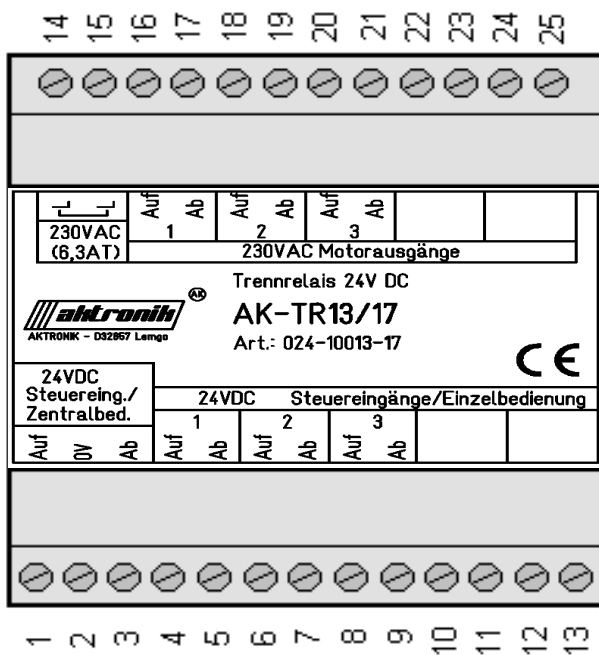 14 15 16 17 18 19 20 21 22 23 24 25
L L Auf Ab Auf Ab Auf Ab
230VAC 1 2 3
(6,3AT) 230VAC Motorausgänge
Trennrelais 24V DC
AK
aktronik
AK-TR13/17
AKTRONIK - D32657 Lemgo
Art.: 024-10013-17
CE
24VDC
Steuereing./
Zentralbed.
24VDC Steuereingänge/Einzelbedienung
1 2 3
Auf 0V Ab Auf Ab Auf Ab Auf Ab
1 2 3 4 5 6 7 8 9 10 11 12 13